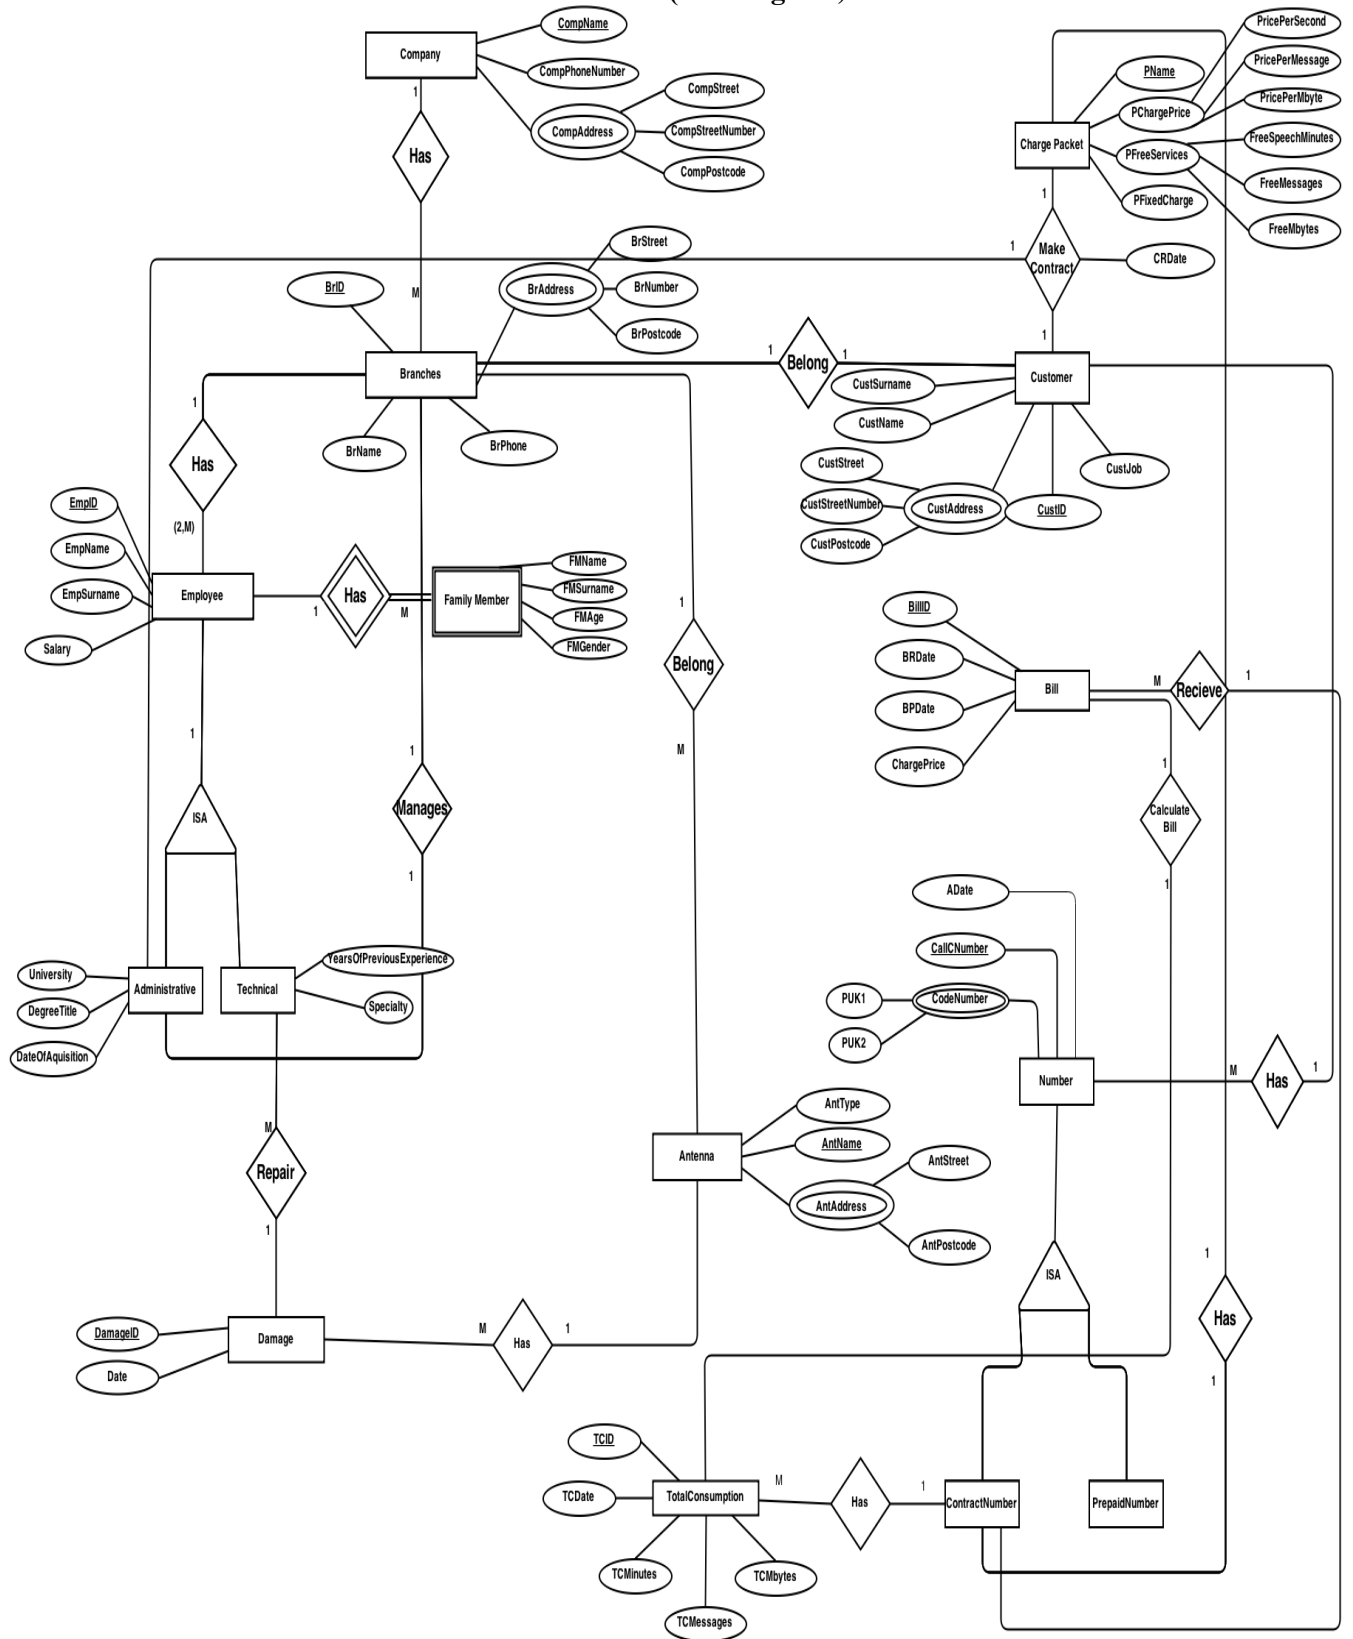 CompName
PricePerSecond
Company
CompPhoneNumber
PName
PricePerMessage
CompStreet
PChargPrice
PricePerMbyte
1
CompAddress
CompStreetNumber
Charge Packet
FreeSpeechMinutes
Has
PFreeServices
CompPostcode
FreeMessages
1
PFixedCharge
FreeMbytes
BrStreet
1
Make
Contract
CRDate
BrID
M
BrAddress
BrNumber
BrPostcode
1
1
Belong
1
Branches
Customer
CustSurname
1
CustName
BrName
BrPhone
Has
CustStreet
CustJob
EmpID
CustStreetNumber
CustAddress
CustID
(2,M)
EmpName
CustPostcode
FMName
Employee
EmpSurname
Has
FMSurname
Family Member
1
M
1
BillID
FMAge
Salary
FMGender
BRDate
Belong
Bill
M
Recieve
1
BPDate
1
1
M
ChargePrice
1
ISA
Manages
Calculate
Bill
1
1
ADate
CallCNumber
YearsOfPreviousExperience
University
Administrative
Technical
PUK1
CodeNumber
DegreeTitle
Specialty
PUK2
DateOfAquisition
Number
M
Has
1
AntType
M
AntName
Repair
Antenna
AntStreet
AntAddress
1
AntPostcode
1
ISA
DamageID
Damage
M
Has
1
Has
Date
1
TCID
TCDate
TotalConsumption
M
Has
1
ContractNumber
PrepaidNumber
TCMinutes
TCMbytes
TCMessages